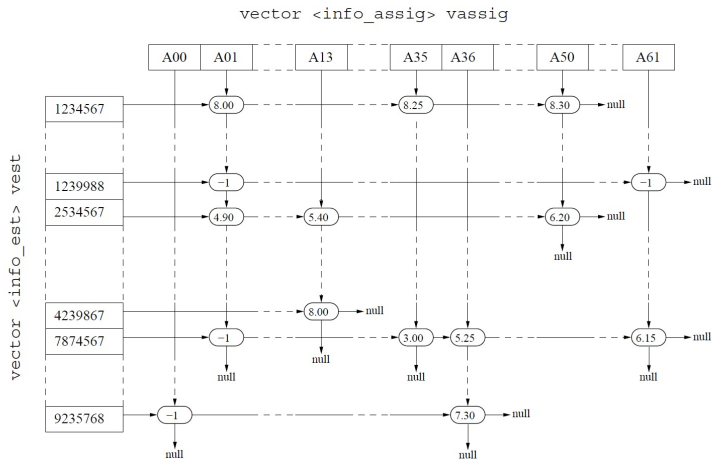 vector <info_assig> vassig
A00 A01 A13 A35 A36 A50 A61
vector <info_est> vest
1234567 8.00 8.25 8.30 null
1239988 −1 −1 null
2534567 4.90 5.40 6.20 null
null
4239867 8.00 null
7874567 −1 3.00 5.25 6.15 null
null
null null null
9235768 −1 7.30 null
null null